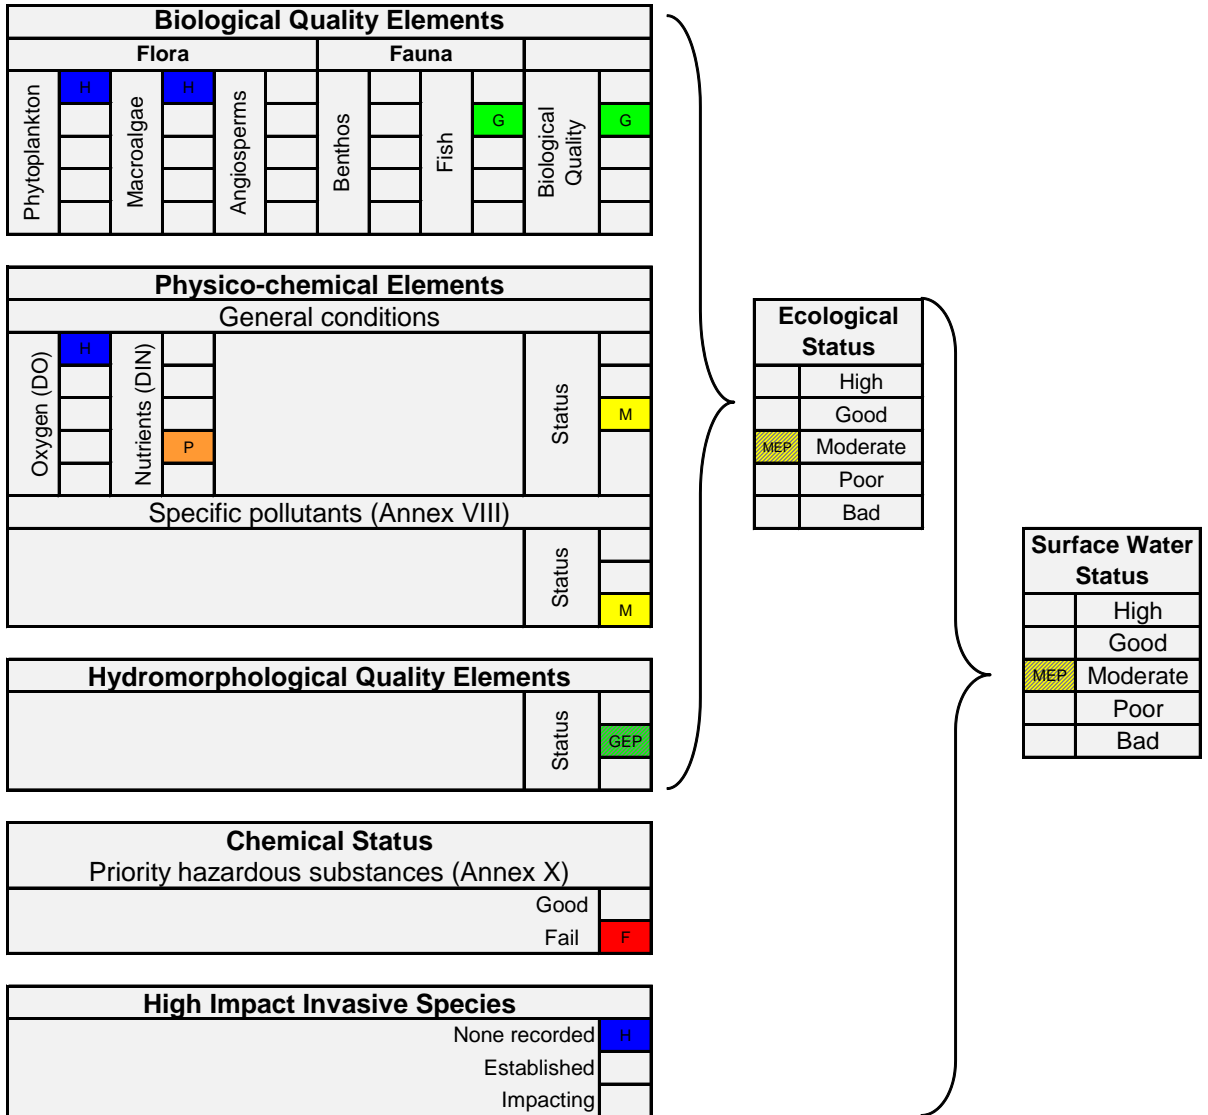 Biological Quality Elements
Flora
Fauna
Phytoplankton
H
Macroalgae
H
Angiosperms
Benthos
Fish
G
Biological
Quality
G
Physico-chemical Elements
General conditions
Oxygen (DO)
H
Nutrients (DIN)
P
Status
M
Specific pollutants (Annex VIII)
Status
M
Hydromorphological Quality Elements
Status
GEP
Chemical Status
Priority hazardous substances (Annex X)
Good
Fail
F
High Impact Invasive Species
None recorded
H
Established
Impacting
Ecological
Status
High
Good
MEP
Moderate
Poor
Bad
Surface Water
Status
High
Good
MEP
Moderate
Poor
Bad